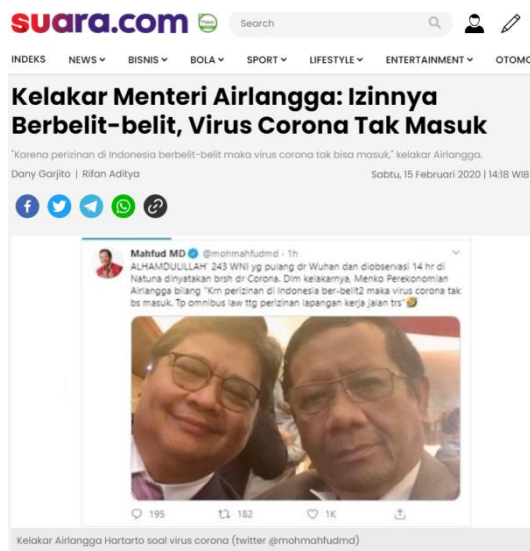 suara.com
Search
INDEKS NEWS BISNIS BOLA SPORT LIFESTYLE ENTERTAINMENT OTOMO
Kelakar Menteri Airlangga: Izinnya
Berbelit-belit, Virus Corona Tak Masuk
"Karena perizinan di Indonesia berbelit-belit maka virus corona tak bisa masuk," kelakar Airlangga.
Dany Garjito | Rifan Aditya
Sabtu, 15 Februari 2020 | 14:18 WIB
Mahfud MD @mohmahfudmd · 1h
ALHAMDULILLAH' 243 WNI yg pulang dr Wuhan dan diobservasi 14 hr di
Natuna dinyatakan brsh dr Corona. Dlm kelakarnya, Menko Perekonomian
Airlangga bilang "Krn perizinan di Indonesia ber-belit2 maka virus corona tak
bs masuk. Tp omnibus law ttg perizinan lapangan kerja jalan trs"🤣
195 182 1K
Kelakar Airlangga Hartarto soal virus corona (twitter @mohmahfudmd)